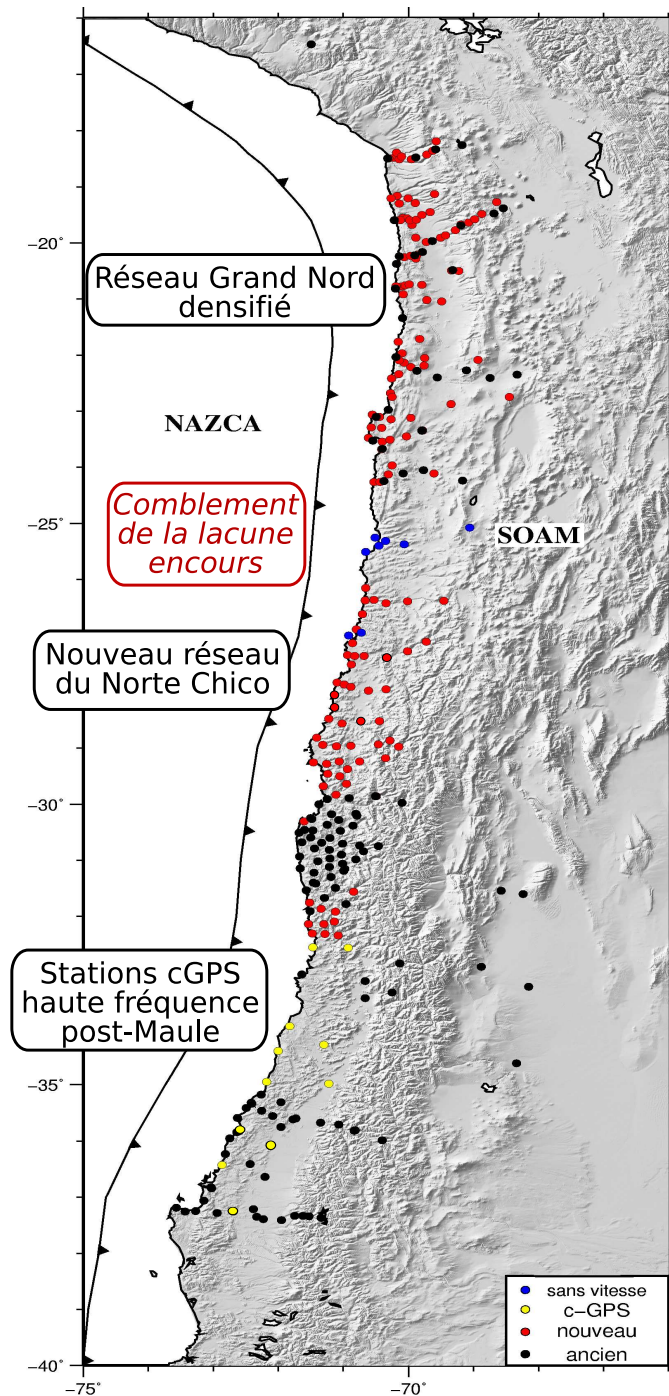 −20°
Réseau Grand Nord
densifié
NAZCA
Comblement
de la lacune
encours
−25°
SOAM
Nouveau réseau
du Norte Chico
−30°
Stations cGPS
haute fréquence
post-Maule
−35°
sans vitesse
c−GPS
nouveau
ancien
−40°
−75°
−70°